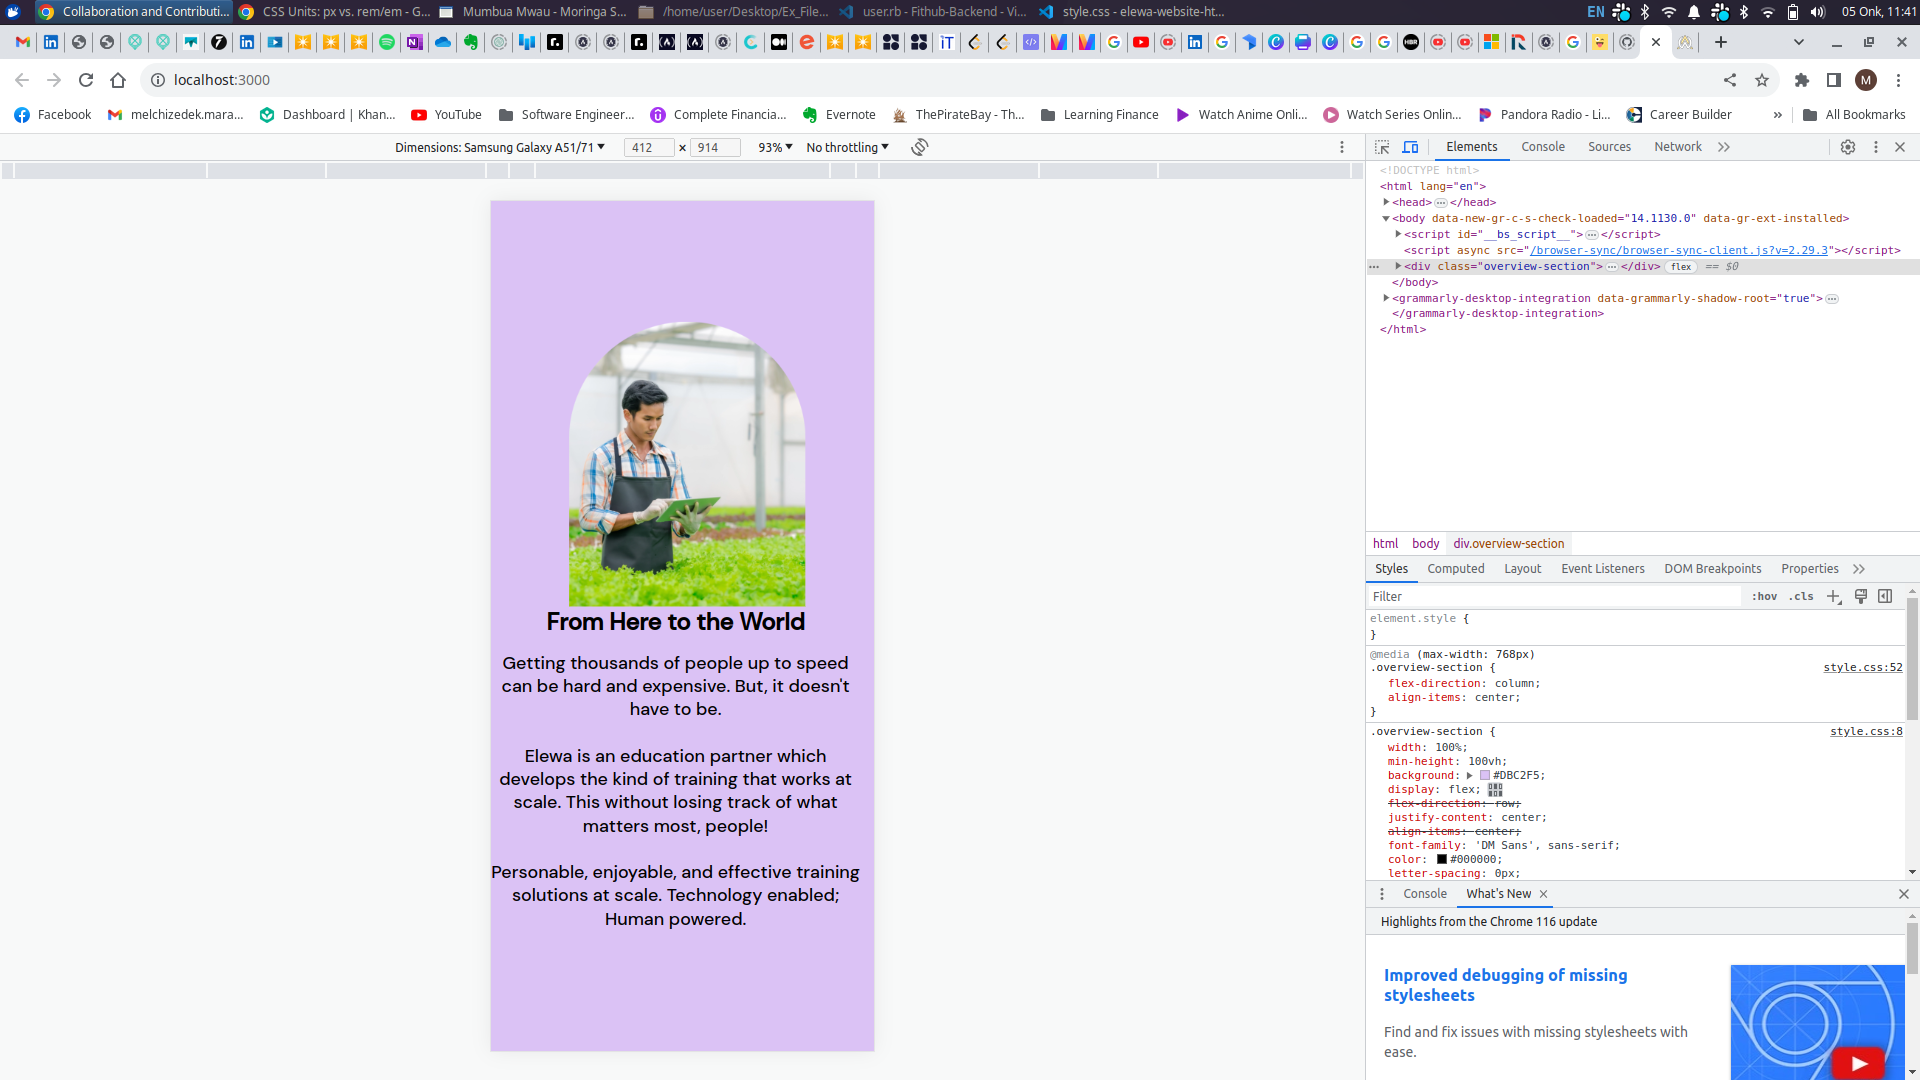 Collaboration and Contributi...
CSS Units: px vs. rem/em - G...
Mumbua Mwau - Moringa S...
/home/user/Desktop/Ex_File...
user.rb - Fithub-Backend - Vi...
style.css - elewa-website-ht...
EN
05 Onk, 11:41
localhost:3000
M
Facebook
melchizedek.mara...
Dashboard | Khan...
YouTube
Software Engineer...
Complete Financia...
Evernote
ThePirateBay - Th...
Learning Finance
Watch Anime Onli...
Watch Series Online...
Pandora Radio - Li...
Career Builder
»
All Bookmarks
Dimensions: Samsung Galaxy A51/71
412 × 914
93%
No throttling
From Here to the World
Getting thousands of people up to speed
can be hard and expensive. But, it doesn't
have to be.
Elewa is an education partner which
develops the kind of training that works at
scale. This without losing track of what
matters most, people!
Personable, enjoyable, and effective training
solutions at scale. Technology enabled;
Human powered.
Elements
Console
Sources
Network
<!DOCTYPE html>
<html lang="en">
<head>…</head>
<body data-new-gr-c-s-check-loaded="14.1130.0" data-gr-ext-installed>
<script id="__bs_script__">…</script>
<script async src="/browser-sync/browser-sync-client.js?v=2.29.3"></script>
<div class="overview-section">…</div> flex == $0
</body>
<grammarly-desktop-integration data-grammarly-shadow-root="true">…
</grammarly-desktop-integration>
</html>
html body div.overview-section
Styles
Computed
Layout
Event Listeners
DOM Breakpoints
Properties
Filter
:hov .cls
element.style {
}
@media (max-width: 768px)
.overview-section { style.css:52
flex-direction: column;
align-items: center;
}
.overview-section { style.css:8
width: 100%;
min-height: 100vh;
background: #DBC2F5;
display: flex;
flex-direction: row;
justify-content: center;
align-items: center;
font-family: 'DM Sans', sans-serif;
color: #000000;
letter-spacing: 0px;
Console
What's New
Highlights from the Chrome 116 update
Improved debugging of missing
stylesheets
Find and fix issues with missing stylesheets with
ease.